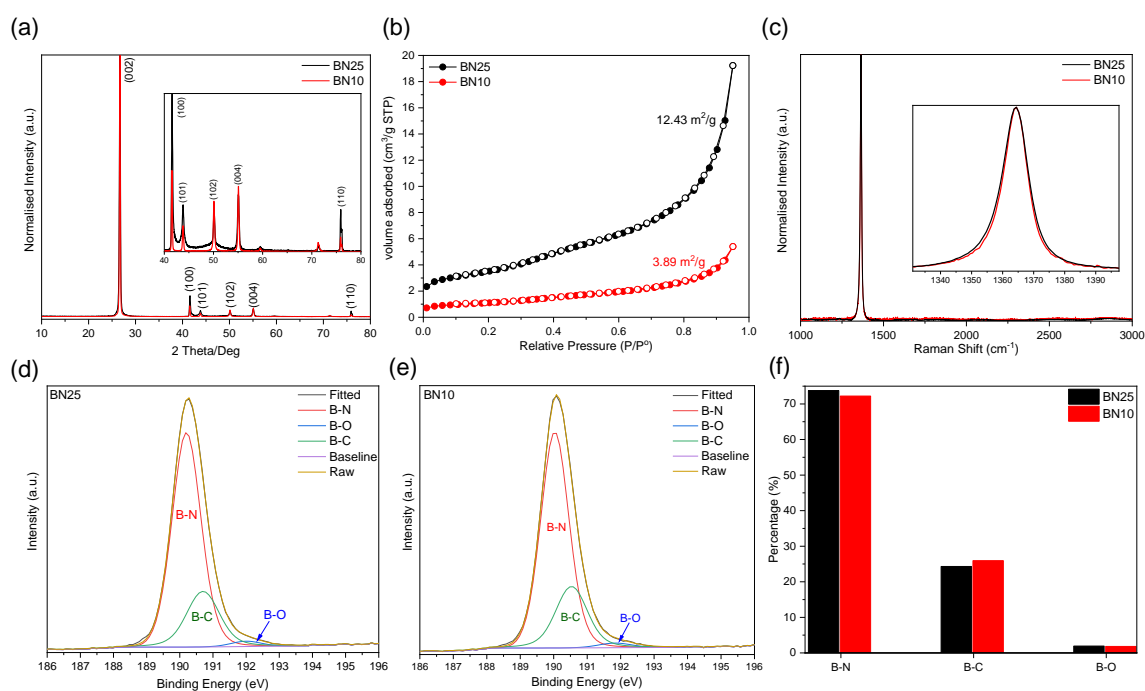 (a)
Normalised Intensity (a.u.)
BN25
BN10
(002)
(100)
(101)
(102)
(004)
(110)
40 50 60 70 80
(100)
(101)
(102)
(004)
(110)
10 20 30 40 50 60 70 80
2 Theta/Deg
(b)
volume adsorbed (cm³/g STP)
20
18
16
14
12
10
8
6
4
2
0
BN25
BN10
12.43 m²/g
3.89 m²/g
0.0 0.2 0.4 0.6 0.8 1.0
Relative Pressure (P/Pº)
(c)
Normalised Intensity (a.u.)
BN25
BN10
1340 1350 1360 1370 1380 1390
1000 1500 2000 2500 3000
Raman Shift (cm⁻¹)
(d)
BN25
Intensity (a.u.)
Fitted
B-N
B-O
B-C
Baseline
Raw
B-N
B-C
B-O
186 187 188 189 190 191 192 193 194 195 196
Binding Energy (eV)
(e)
BN10
Intensity (a.u.)
Fitted
B-N
B-O
B-C
Baseline
Raw
B-N
B-C
B-O
186 187 188 189 190 191 192 193 194 195 196
Binding Energy (eV)
(f)
Percentage (%)
70
60
50
40
30
20
10
0
BN25
BN10
B-N B-C B-O